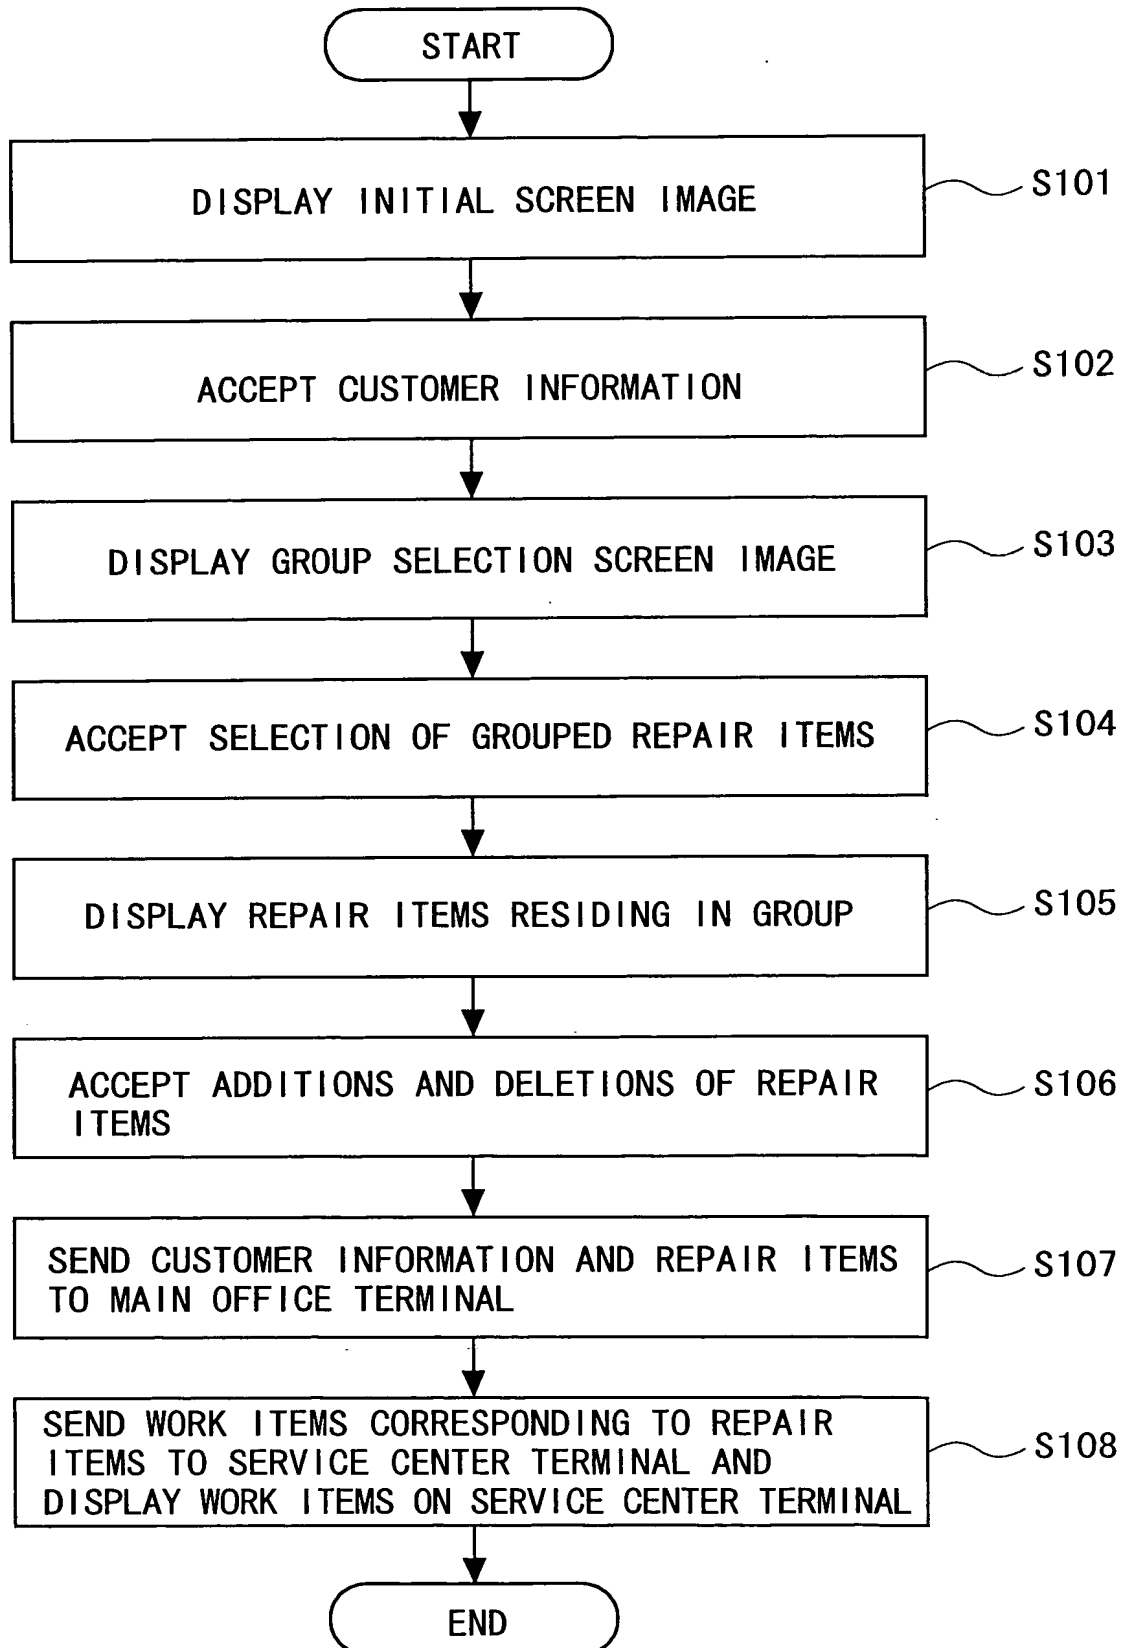 START
DISPLAY INITIAL SCREEN IMAGE
S101
ACCEPT CUSTOMER INFORMATION
S102
DISPLAY GROUP SELECTION SCREEN IMAGE
S103
ACCEPT SELECTION OF GROUPED REPAIR ITEMS
S104
DISPLAY REPAIR ITEMS RESIDING IN GROUP
S105
ACCEPT ADDITIONS AND DELETIONS OF REPAIR
ITEMS
S106
SEND CUSTOMER INFORMATION AND REPAIR ITEMS
TO MAIN OFFICE TERMINAL
S107
SEND WORK ITEMS CORRESPONDING TO REPAIR
ITEMS TO SERVICE CENTER TERMINAL AND
DISPLAY WORK ITEMS ON SERVICE CENTER TERMINAL
S108
END